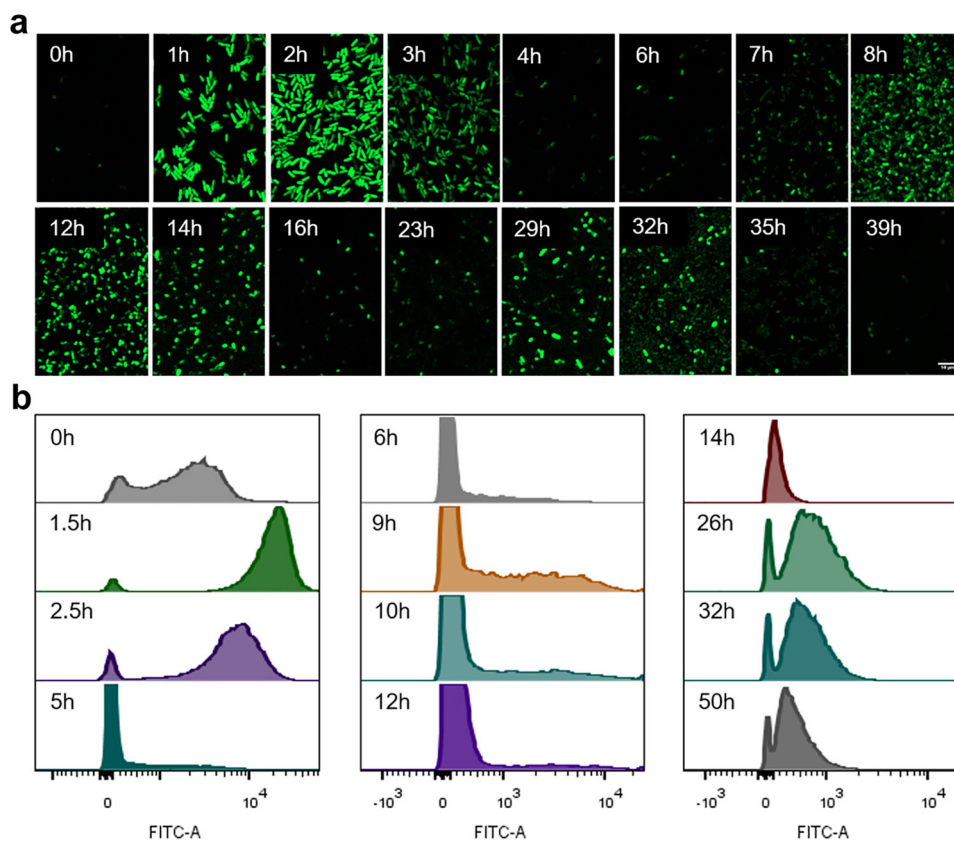 a
0h 1h 2h 3h 4h 6h 7h 8h
12h 14h 16h 23h 29h 32h 35h 39h
10 μm
b
0h 6h 14h
1.5h 9h 26h
2.5h 10h 32h
5h 12h 50h
0 10⁴ -10³ 0 10³ 10⁴ -10³ 0 10³ 10⁴
FITC-A FITC-A FITC-A